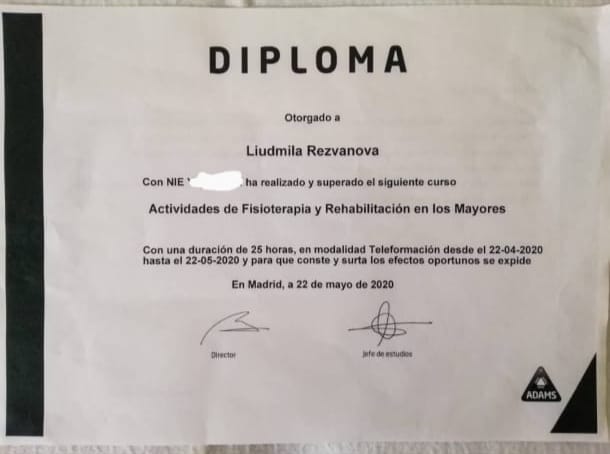 DIPLOMA
Otorgado a
Liudmila Rezvanova
Con NIE ha realizado y superado el siguiente curso
Actividades de Fisioterapia y Rehabilitación en los Mayores
Con una duración de 25 horas, en modalidad Teleformación desde el 22-04-2020
hasta el 22-05-2020 y para que conste y surta los efectos oportunos se expide
En Madrid, a 22 de mayo de 2020
Director
Jefe de estudios
ADAMS